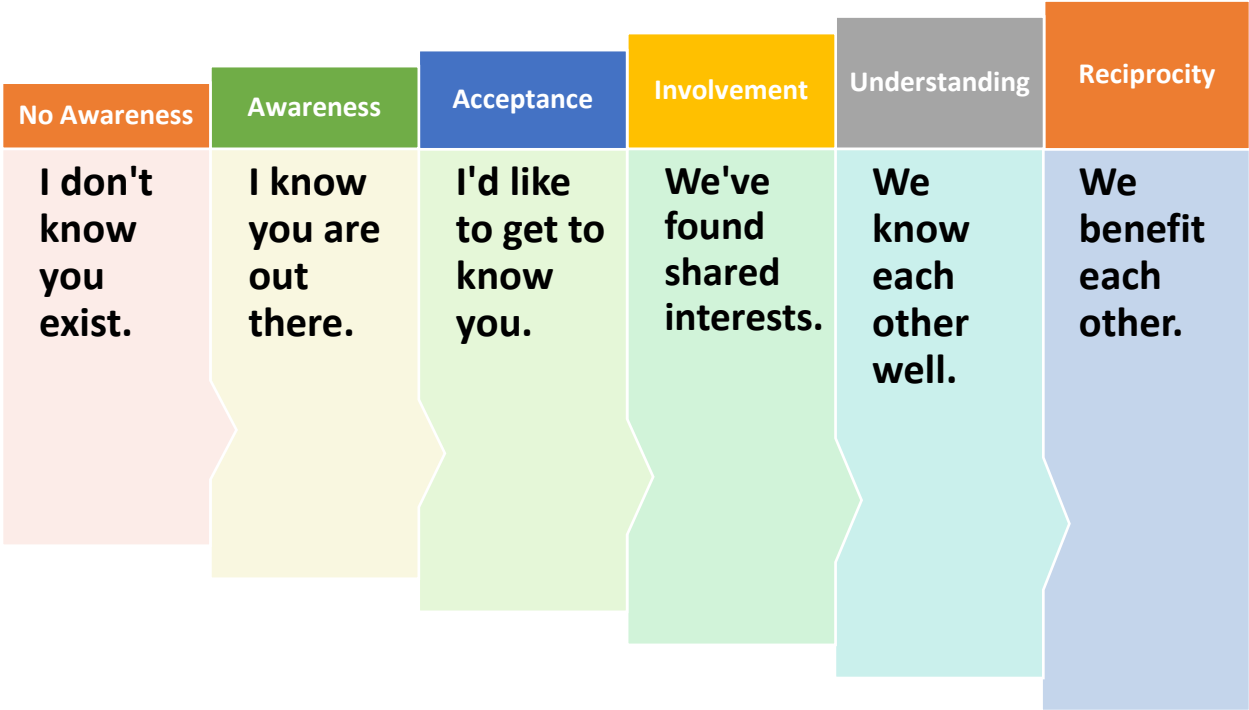 No Awareness
I don't
know
you
exist.
Awareness
I know
you are
out
there.
Acceptance
I'd like
to get to
know
you.
Involvement
We've
found
shared
interests.
Understanding
We
know
each
other
well.
Reciprocity
We
benefit
each
other.